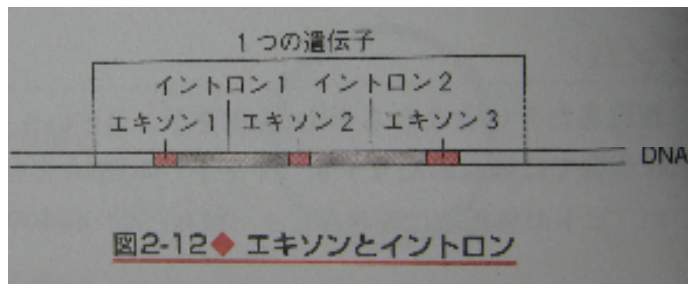 1つの遺伝子
イントロン1 イントロン2
エキソン1 エキソン2 エキソン3
DNA
図2-12◆ エキソンとイントロン